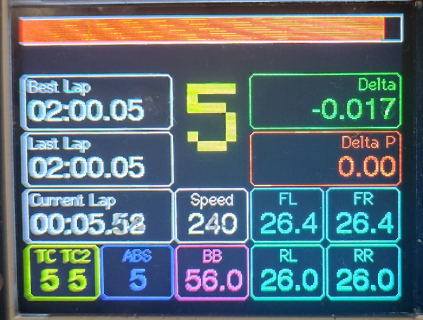 Best Lap
02:00.05
5
Delta
-0.017
Last Lap
02:00.05
Delta P
0.00
Current Lap
00:05.
Speed
240
FL
26.4
FR
26.4
TC TC2
5 5
ABS
5
BB
56.0
RL
26.0
RR
26.0